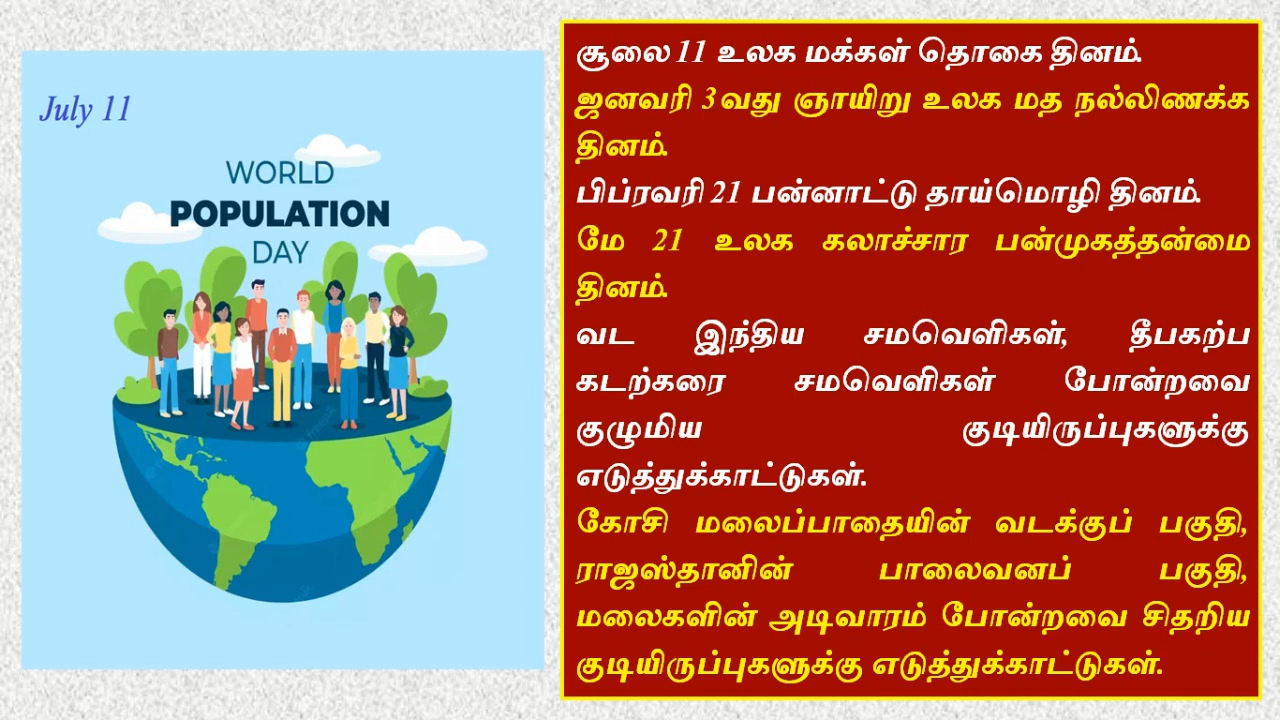 July 11
WORLD
POPULATION
DAY
சூலை 11 உலக மக்கள் தொகை தினம்.
ஜனவரி 3வது ஞாயிறு உலக மத நல்லிணக்க
தினம்.
பிப்ரவரி 21 பன்னாட்டு தாய்மொழி தினம்.
மே 21 உலக கலாச்சார பன்முகத்தன்மை
தினம்.
வட இந்திய சமவெளிகள், தீபகற்ப
கடற்கரை சமவெளிகள் போன்றவை
குழுமிய குடியிருப்புகளுக்கு
எடுத்துக்காட்டுகள்.
கோசி மலைப்பாதையின் வடக்குப் பகுதி,
ராஜஸ்தானின் பாலைவனப் பகுதி,
மலைகளின் அடிவாரம் போன்றவை சிதறிய
குடியிருப்புகளுக்கு எடுத்துக்காட்டுகள்.